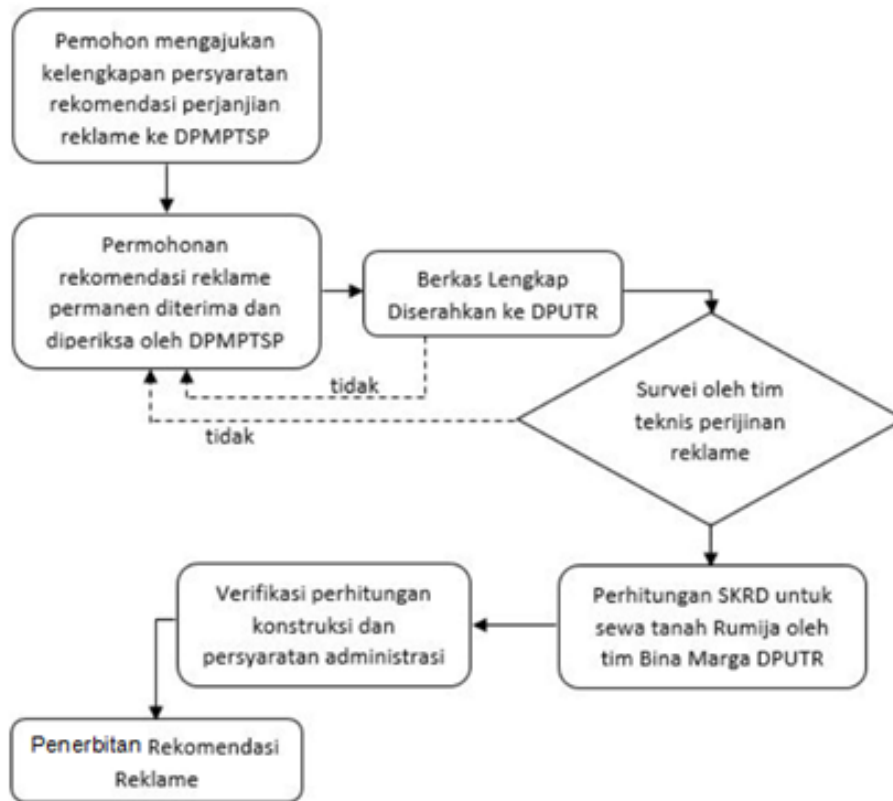 Pemohon mengajukan
kelengkapan persyaratan
rekomendasi perjanjian
reklame ke DPMPTSP
Permohonan
rekomendasi reklame
permanen diterima dan
diperiksa oleh DPMPTSP
Berkas Lengkap
Diserahkan ke DPUTR
tidak
tidak
Survei oleh tim
teknis perijinan
reklame
Perhitungan SKRD untuk
sewa tanah Rumija oleh
tim Bina Marga DPUTR
Verifikasi perhitungan
konstruksi dan
persyaratan administrasi
Penerbitan Rekomendasi
Reklame